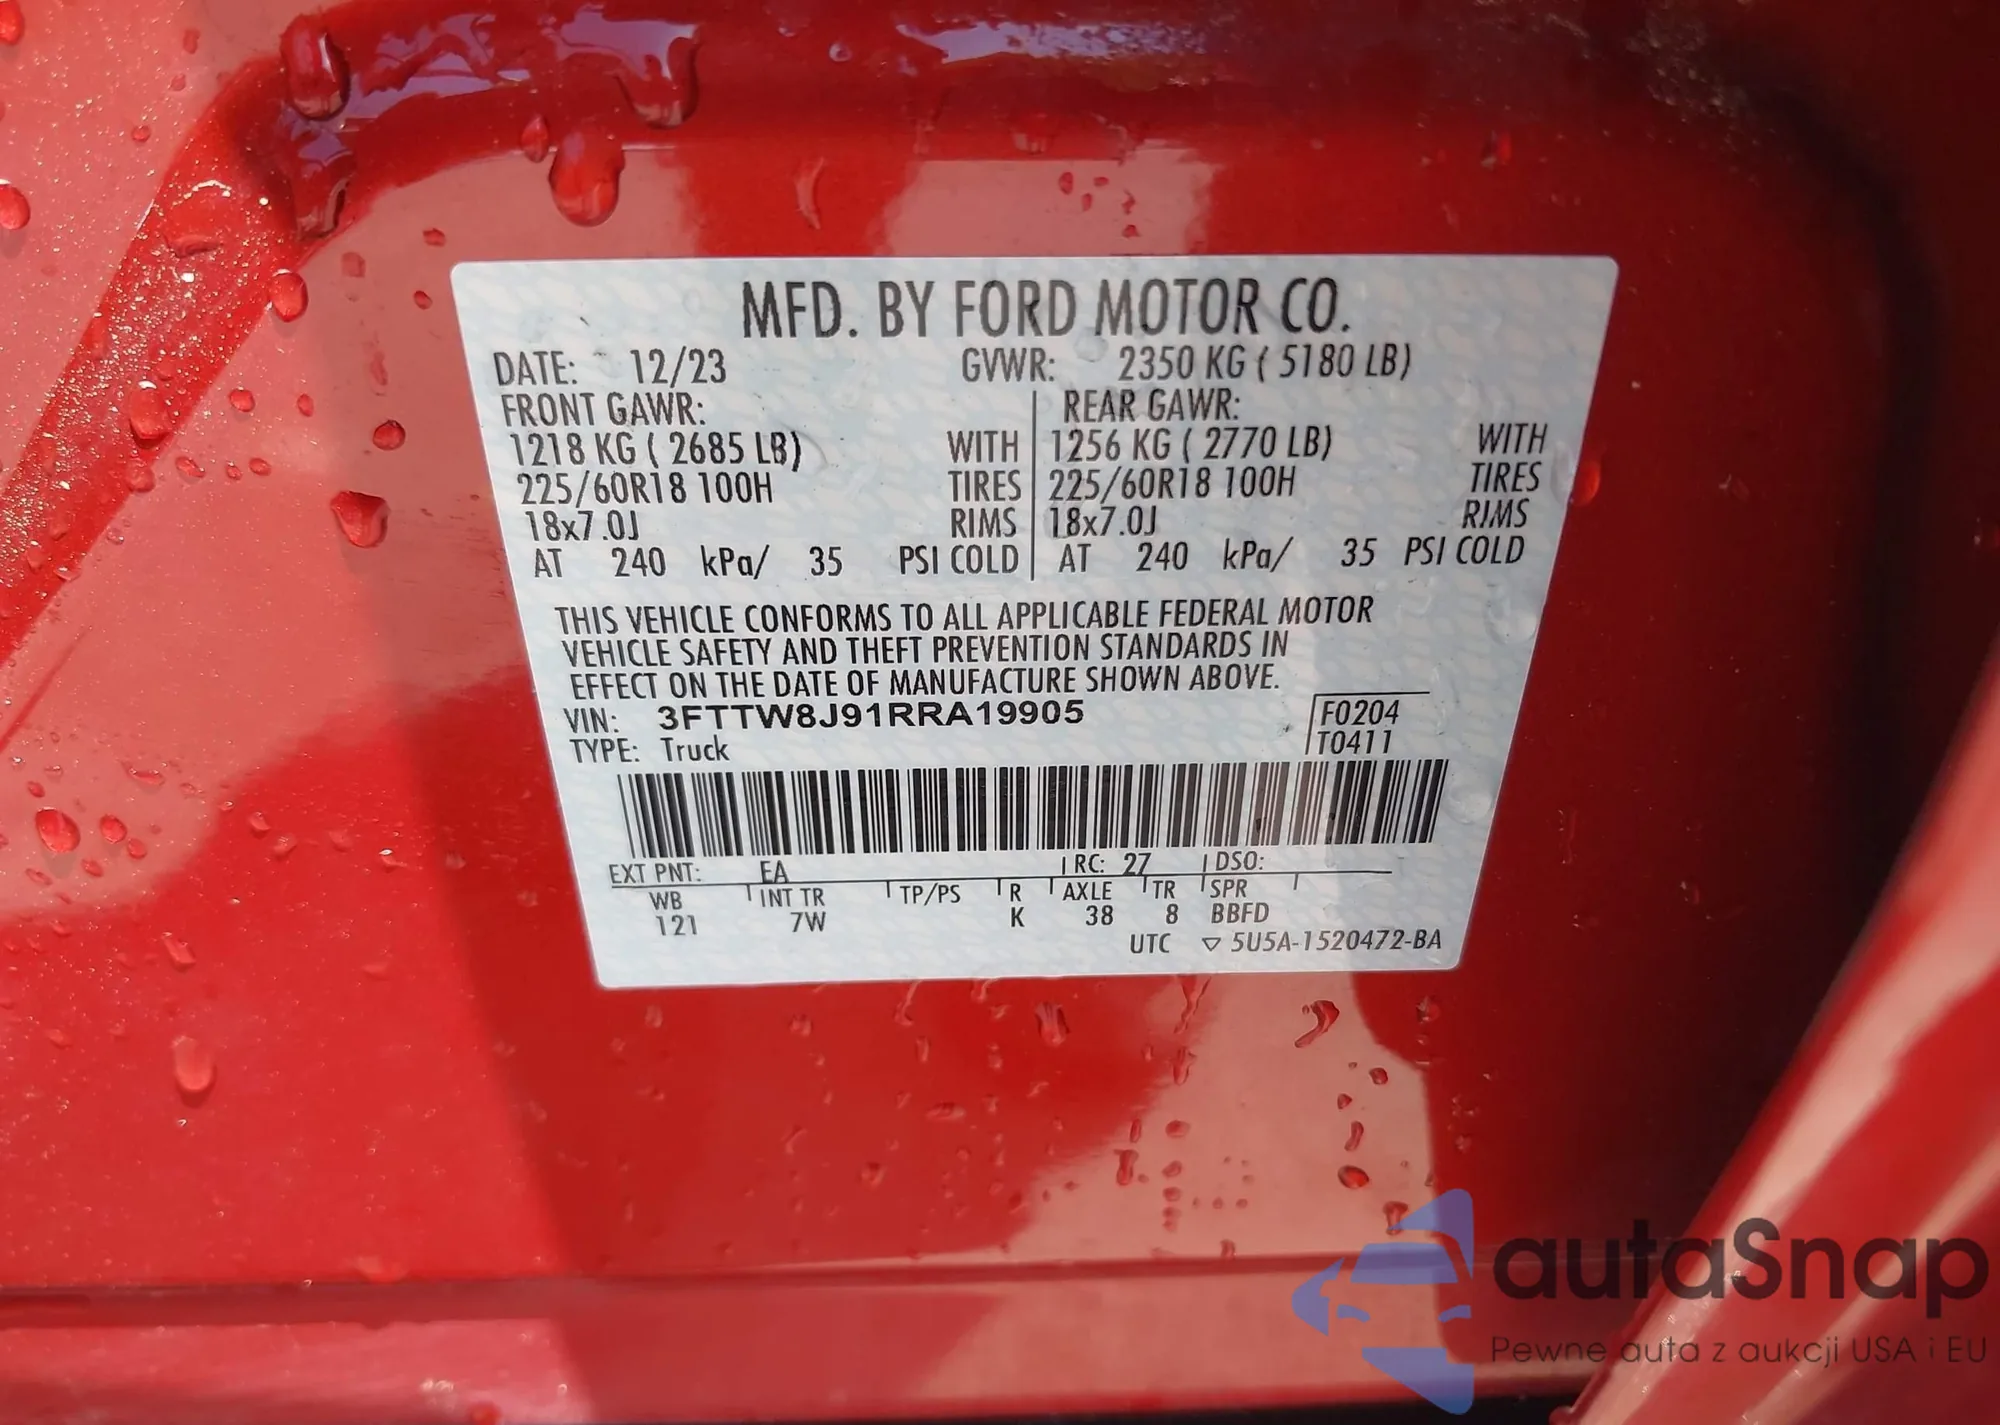 MFD. BY FORD MOTOR CO.
DATE: 12/23 GVWR: 2350 KG ( 5180 LB)
FRONT GAWR: REAR GAWR:
1218 KG ( 2685 LB) WITH 1256 KG ( 2770 LB) WITH
225/60R18 100H TIRES 225/60R18 100H TIRES
18x7.0J RIMS 18x7.0J RIMS
AT 240 kPa/ 35 PSI COLD AT 240 kPa/ 35 PSI COLD
THIS VEHICLE CONFORMS TO ALL APPLICABLE FEDERAL MOTOR
VEHICLE SAFETY AND THEFT PREVENTION STANDARDS IN
EFFECT ON THE DATE OF MANUFACTURE SHOWN ABOVE.
VIN: 3FTTW8J91RRA19905 F0204
TYPE: Truck T0411
EXT PNT: EA RC: 27 DSO:
WB INT TR TP/PS R AXLE TR SPR
121 7W K 38 8 BBFD
UTC ▽ 5U5A-1520472-BA
autaSnap
Pewne auta z aukcji USA i EU